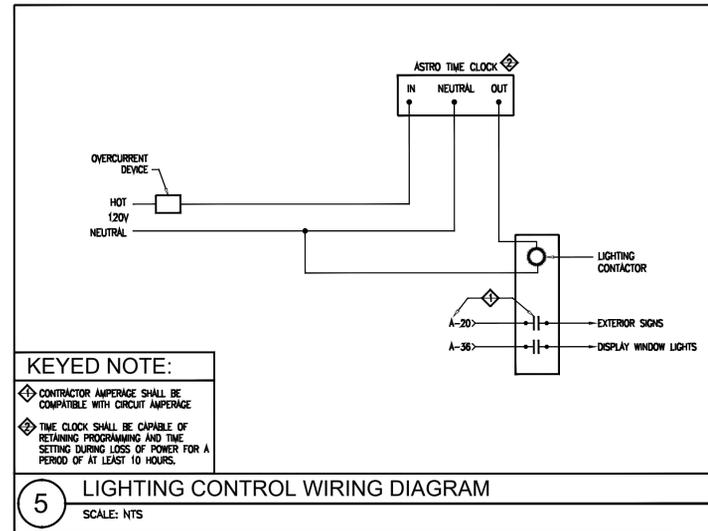 ASTRO TIME CLOCK 2
IN NEUTRAL OUT
OVERCURRENT
DEVICE
HOT
120V
NEUTRAL
LIGHTING
CONTACTOR
1
A-20 EXTERIOR SIGNS
A-36 DISPLAY WINDOW LIGHTS
KEYED NOTE:
1 CONTRACTOR AMPERAGE SHALL BE
COMPATIBLE WITH CIRCUIT AMPERAGE
2 TIME CLOCK SHALL BE CAPABLE OF
RETAINING PROGRAMMING AND TIME
SETTING DURING LOSS OF POWER FOR A
PERIOD OF AT LEAST 10 HOURS.
5 LIGHTING CONTROL WIRING DIAGRAM
SCALE: NTS